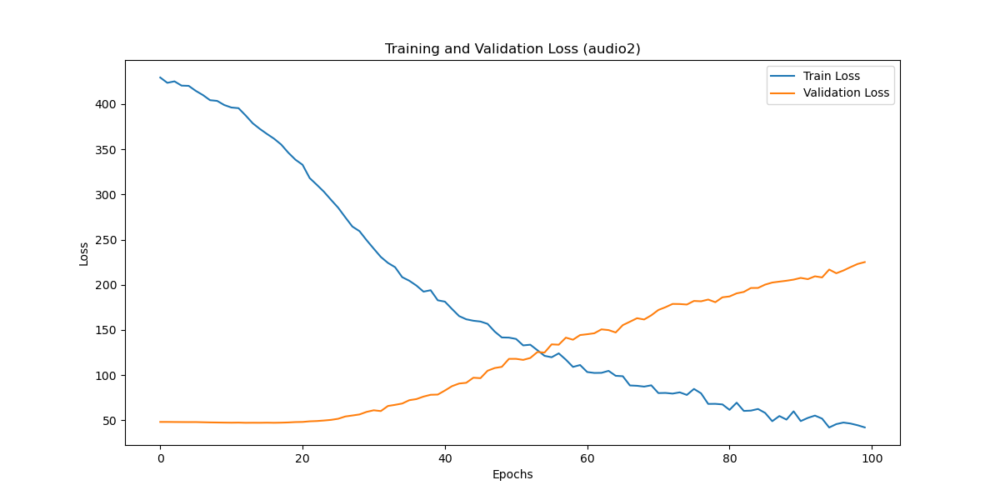 Training and Validation Loss (audio2)
Train Loss
Validation Loss
Loss
400
350
300
250
200
150
100
50
0
20
40
60
80
100
Epochs